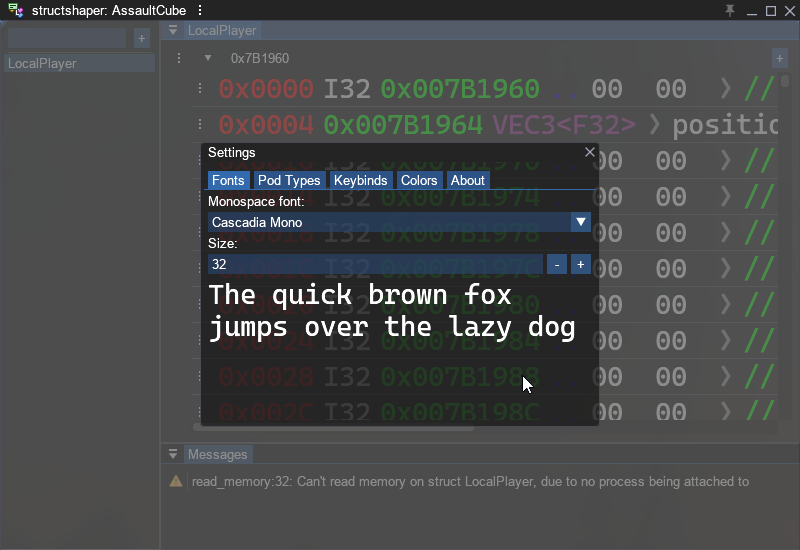 structshaper: AssaultCube
+
LocalPlayer
LocalPlayer
0x7B1960
+
0x0000 I32 0x007B1960 .. 00 00 //
0x0004 0x007B1964 VEC3<F32>
00 00 //
00 00 //
00 00 //
00 00 //
00 00 //
00 00 //
0x0028 I32 0x007B1988 00 00 //
0x002C I32 0x007B198C 00 00 //
Settings
Fonts Pod Types Keybinds Colors About
Monospace font:
Cascadia Mono
Size:
32 - +
The quick brown fox
jumps over the lazy dog
Messages
read_memory:32: Can't read memory on struct LocalPlayer, due to no process being attached to